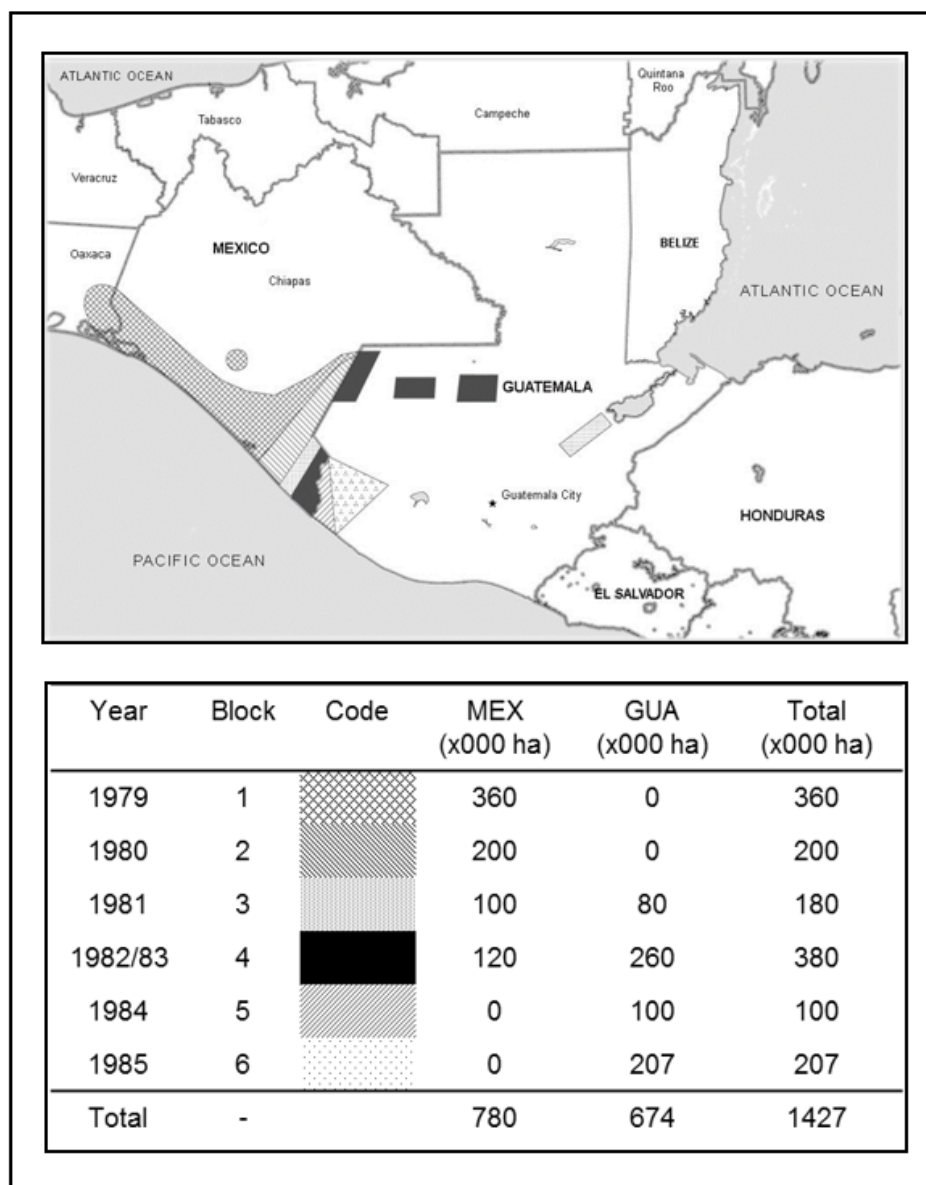 ATLANTIC OCEAN
Quintana
Roo
Tabasco
Campeche
Veracruz
Oaxaca
MEXICO
BELIZE
Chiapas
ATLANTIC OCEAN
GUATEMALA
Guatemala City
HONDURAS
PACIFIC OCEAN
EL SALVADOR
Year Block Code MEX GUA Total
(x000 ha) (x000 ha) (x000 ha)
1979 1 360 0 360
1980 2 200 0 200
1981 3 100 80 180
1982/83 4 120 260 380
1984 5 0 100 100
1985 6 0 207 207
Total - 780 674 1427